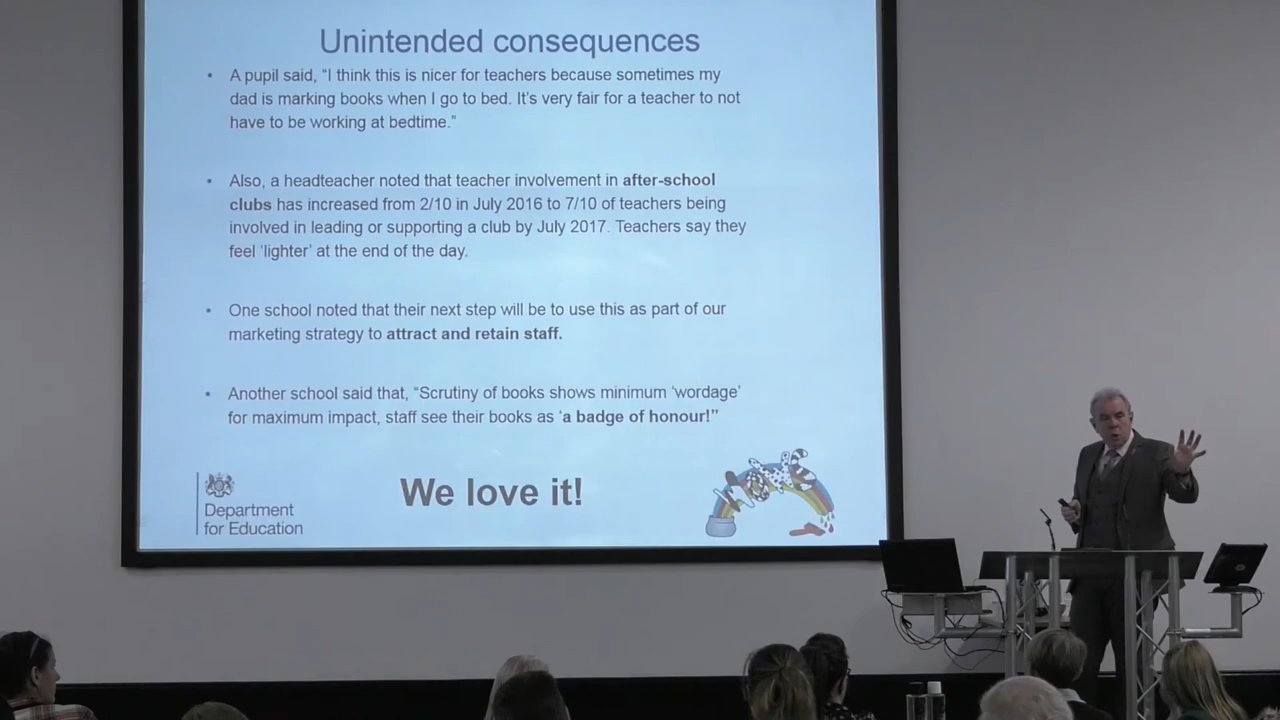 Unintended consequences
• A pupil said, "I think this is nicer for teachers because sometimes my
dad is marking books when I go to bed. It's very fair for a teacher to not
have to be working at bedtime."
• Also, a headteacher noted that teacher involvement in after-school
clubs has increased from 2/10 in July 2016 to 7/10 of teachers being
involved in leading or supporting a club by July 2017. Teachers say they
feel 'lighter' at the end of the day.
• One school noted that their next step will be to use this as part of our
marketing strategy to attract and retain staff.
• Another school said that, "Scrutiny of books shows minimum 'wordage'
for maximum impact, staff see their books as 'a badge of honour!"
We love it!
Department
for Education